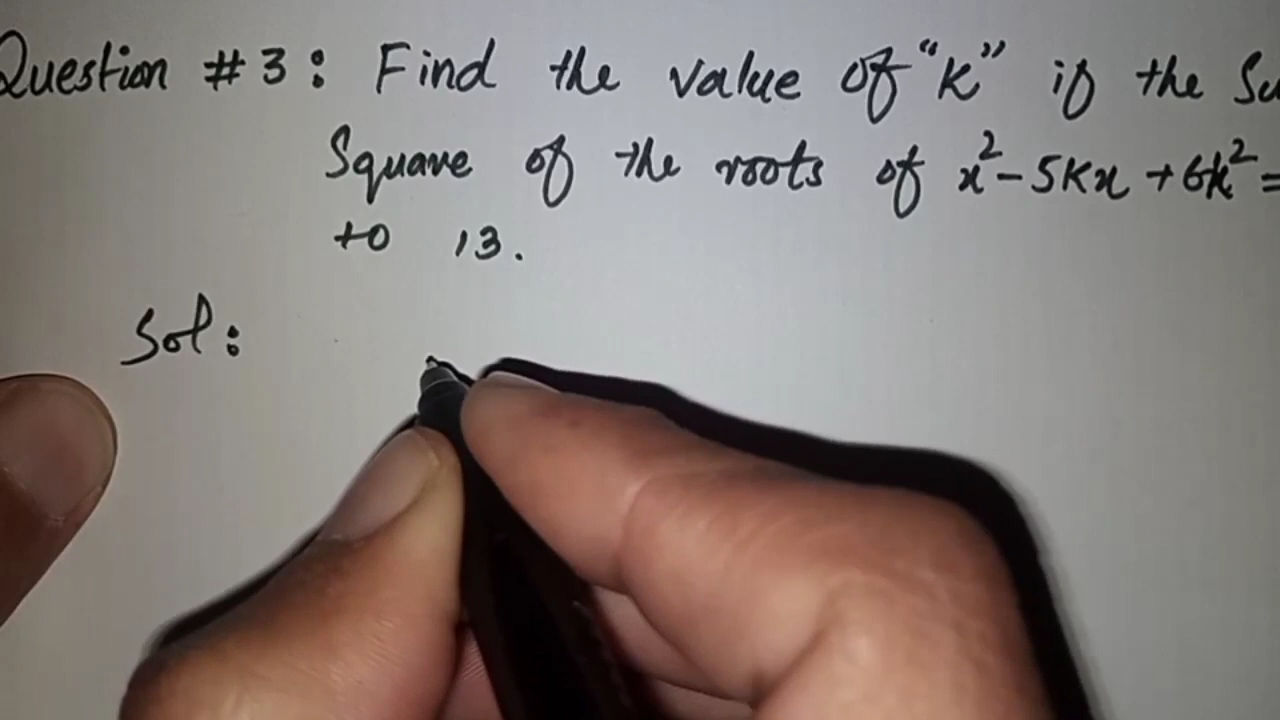 Question #3: Find the value of "K" if the Su
Square of the roots of x² - 5Kx + 6k² =
to 13.
Sol: